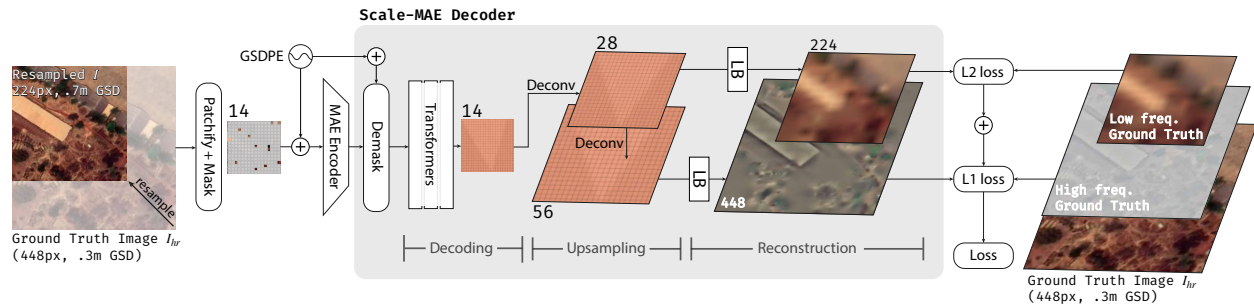 Scale-MAE Decoder
Resampled I
224px, .7m GSD
resample
Ground Truth Image I_hr
(448px, .3m GSD)
Patchify + Mask
14
GSDPE
MAE Encoder
Demask
Transformers
14
Deconv
28
Deconv
56
LB
LB
224
448
Decoding
Upsampling
Reconstruction
L2 loss
L1 loss
Loss
Low freq.
Ground Truth
High freq.
Ground Truth
Ground Truth Image I_hr
(448px, .3m GSD)